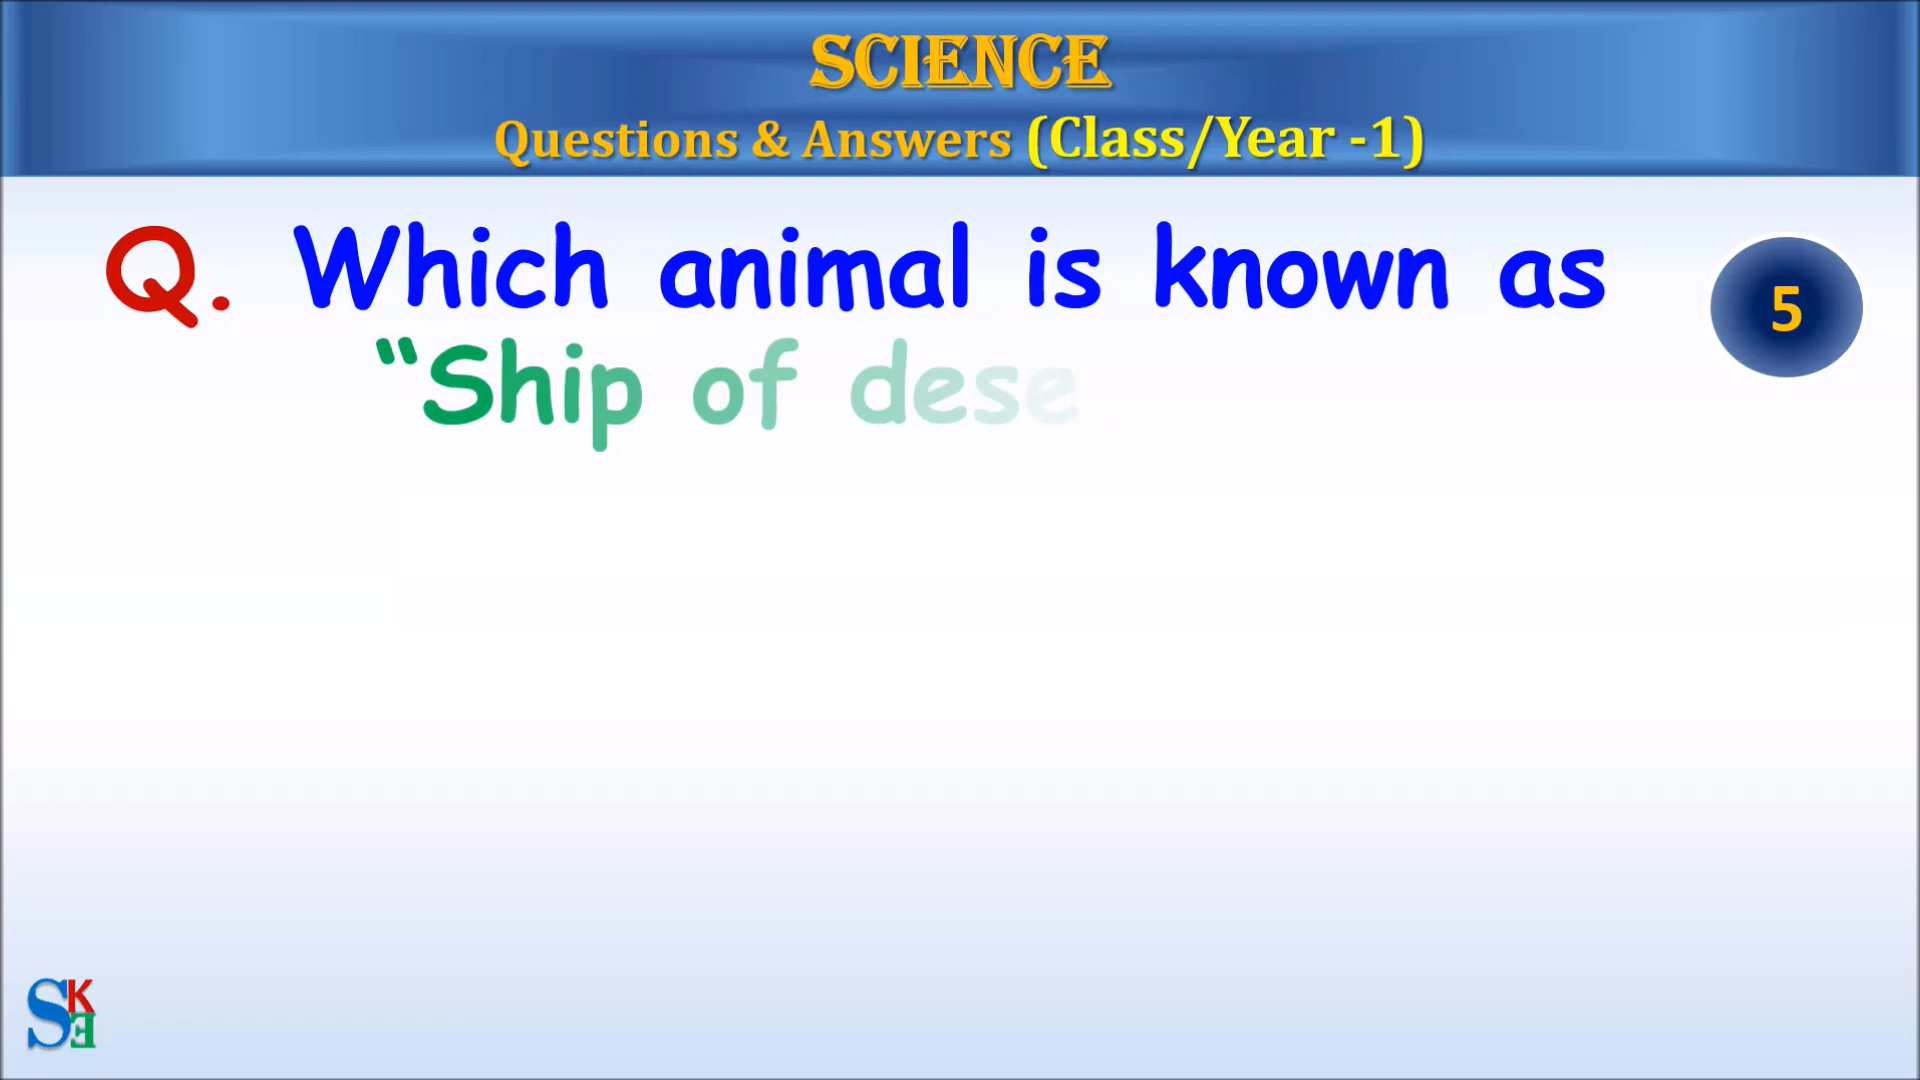 SCIENCE
Questions & Answers (Class/Year -1)
Q. Which animal is known as
5
“Ship of dese
SKE